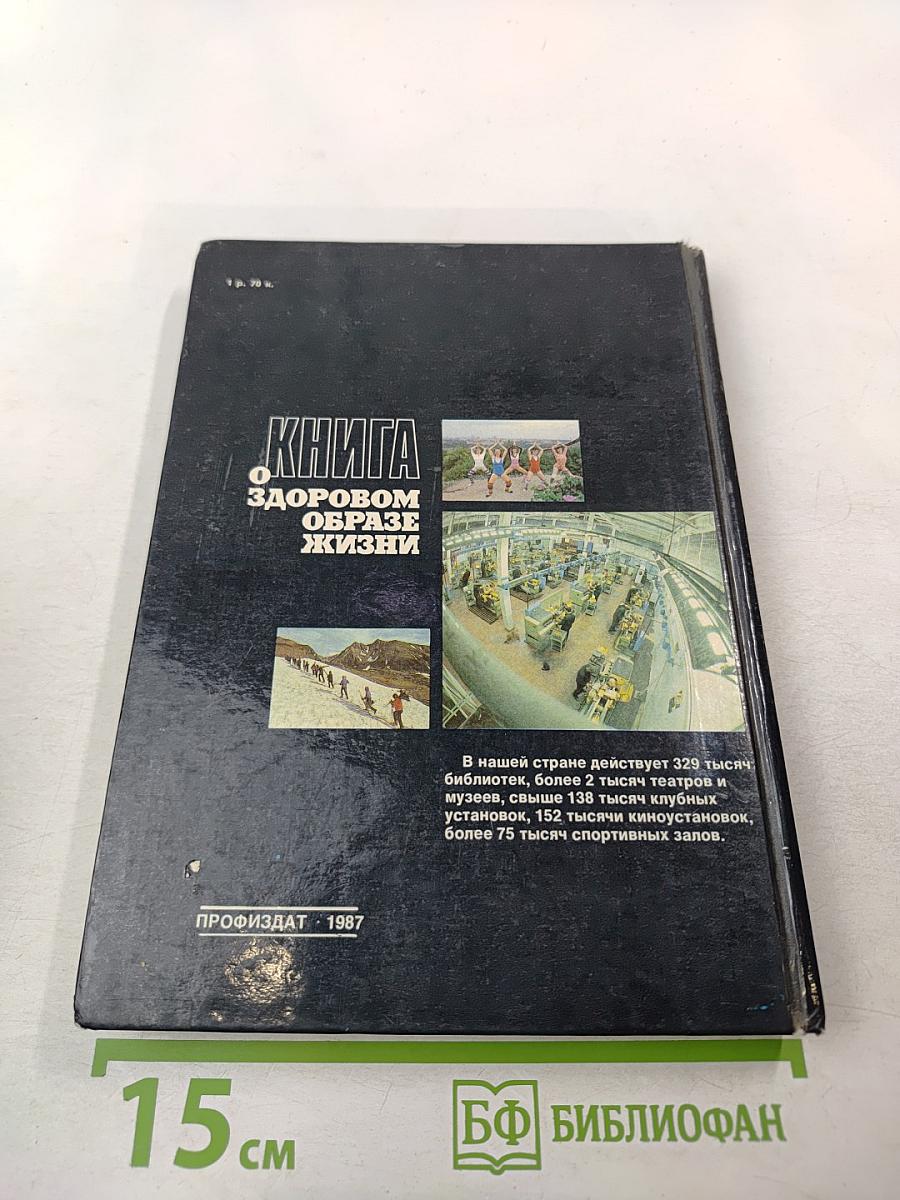 1 р. 70 к.
КНИГА
О
ЗДОРОВОМ
ОБРАЗЕ
ЖИЗНИ
В нашей стране действует 329 тысяч
библиотек, более 2 тысяч театров и
музеев, свыше 138 тысяч клубных
установок, 152 тысячи киноустановок,
более 75 тысяч спортивных залов.
ПРОФИЗДАТ · 1987
15 см
БФ БИБЛИОФАН